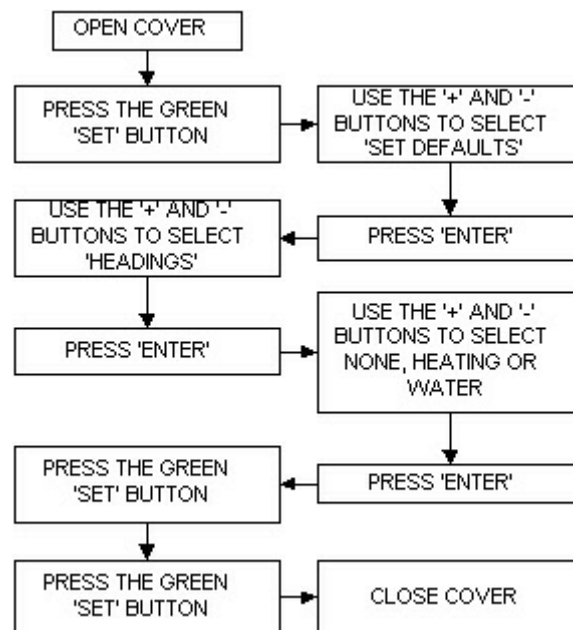 OPEN COVER
PRESS THE GREEN
'SET' BUTTON
USE THE '+' AND '-'
BUTTONS TO SELECT
'SET DEFAULTS'
PRESS 'ENTER'
USE THE '+' AND '-'
BUTTONS TO SELECT
'HEADINGS'
PRESS 'ENTER'
USE THE '+' AND '-'
BUTTONS TO SELECT
NONE, HEATING OR
WATER
PRESS 'ENTER'
PRESS THE GREEN
'SET' BUTTON
PRESS THE GREEN
'SET' BUTTON
CLOSE COVER